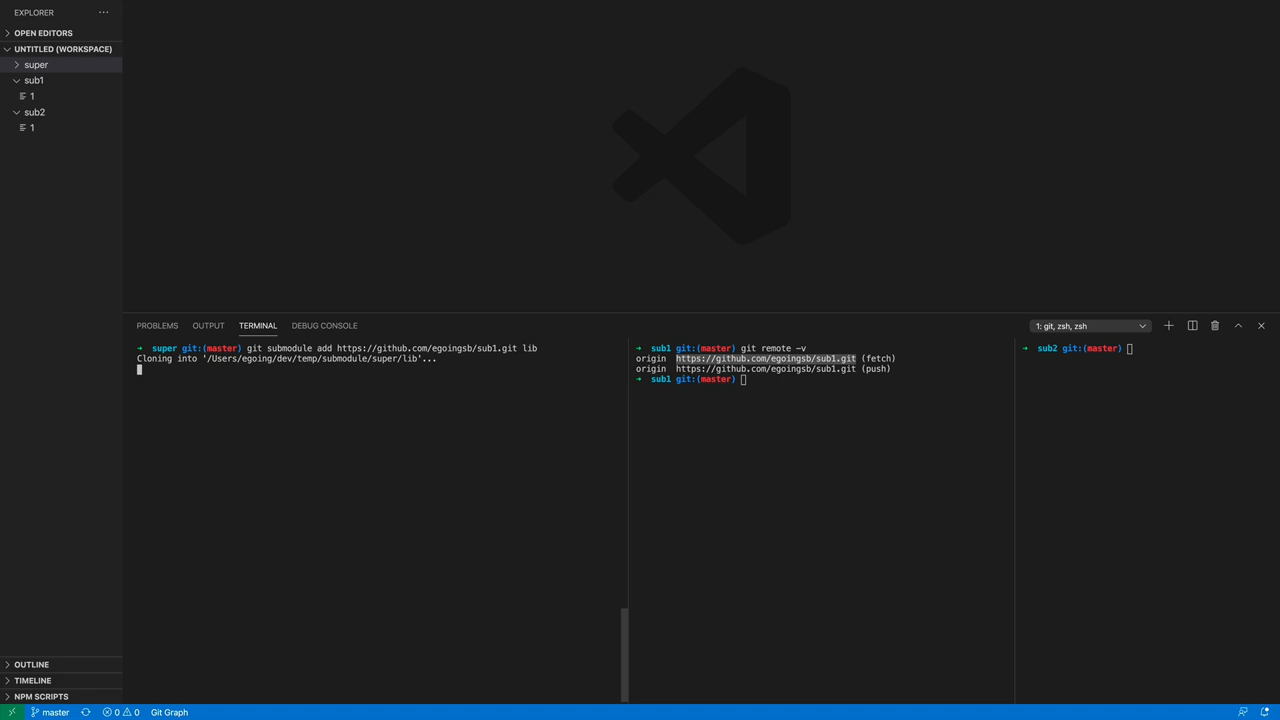 EXPLORER
OPEN EDITORS
UNTITLED (WORKSPACE)
super
sub1
1
sub2
1
PROBLEMS OUTPUT TERMINAL DEBUG CONSOLE
1: git, zsh, zsh
➜ super git:(master) git submodule add https://github.com/egoingsb/sub1.git lib
Cloning into '/Users/egoing/dev/temp/submodule/super/lib'...
➜ sub1 git:(master) git remote -v
origin https://github.com/egoingsb/sub1.git (fetch)
origin https://github.com/egoingsb/sub1.git (push)
➜ sub1 git:(master)
➜ sub2 git:(master)
OUTLINE
TIMELINE
NPM SCRIPTS
master 0 0 Git Graph